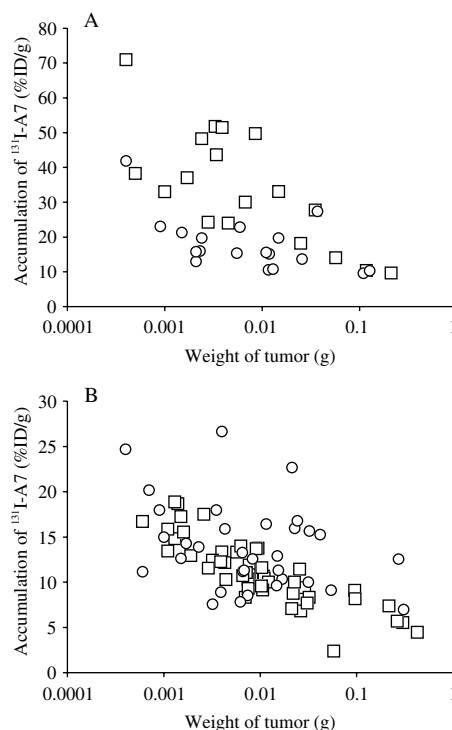 A
Accumulation of ¹³¹I-A7 (%ID/g)
80
70
60
50
40
30
20
10
0
0.0001 0.001 0.01 0.1 1
Weight of tumor (g)
B
Accumulation of ¹³¹I-A7 (%ID/g)
30
25
20
15
10
5
0
0.0001 0.001 0.01 0.1 1
Weight of tumor (g)